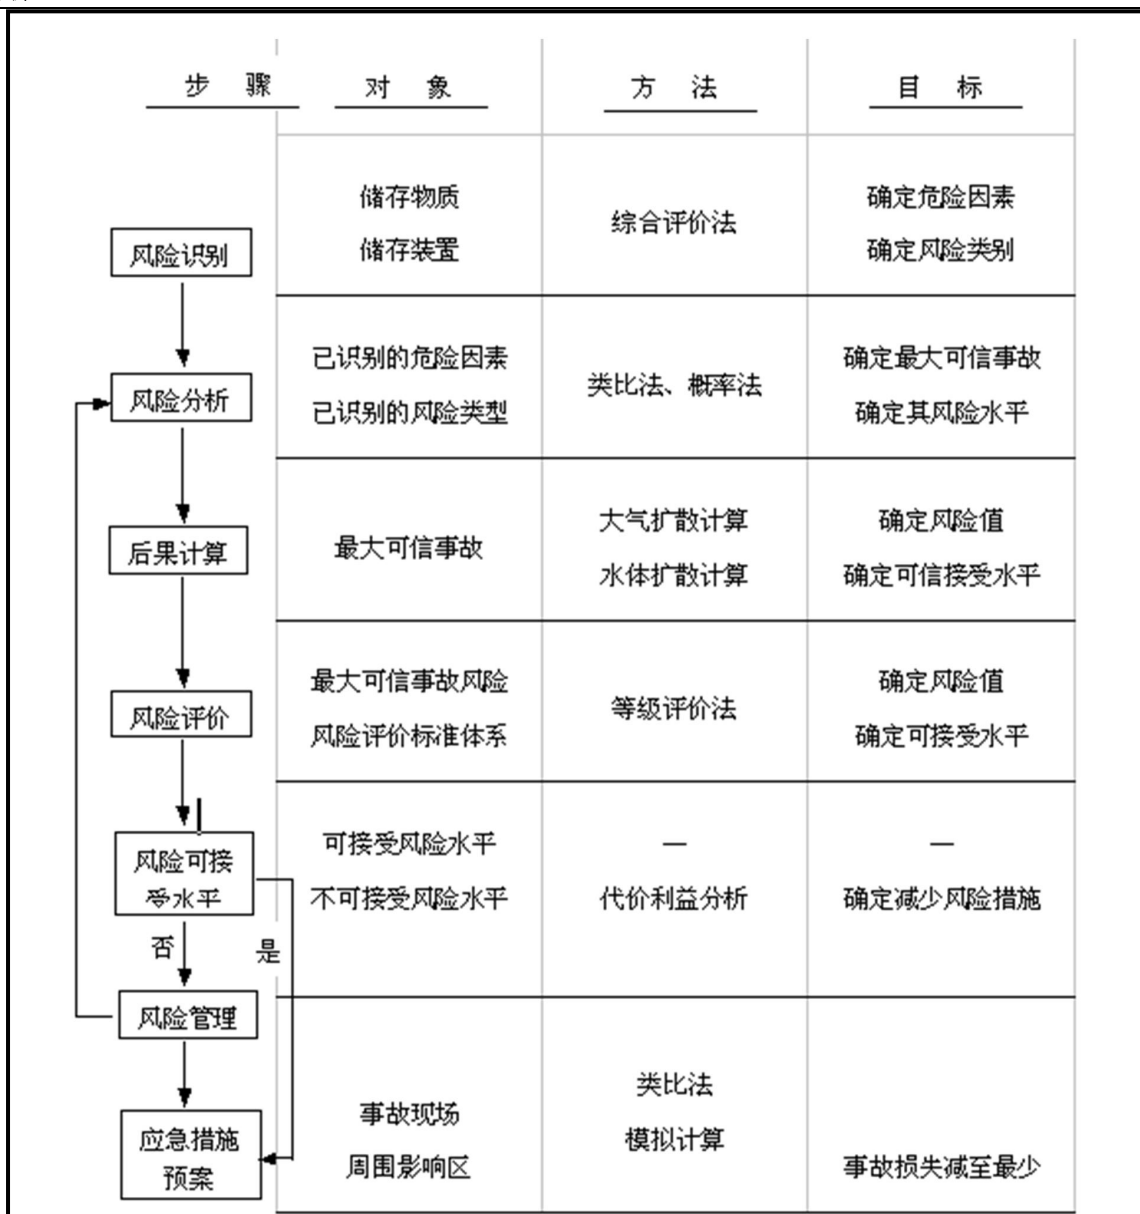 步 骤 对 象 方 法 目 标
储存物质
储存装置
综合评价法
确定危险因素
确定风险类别
风险识别
已识别的危险因素
已识别的风险类型
类比法、概率法
确定最大可信事故
确定其风险水平
风险分析
最大可信事故
大气扩散计算
水体扩散计算
确定风险值
确定可信接受水平
后果计算
最大可信事故风险
风险评价标准体系
等级评价法
确定风险值
确定可接受水平
风险评价
可接受风险水平
不可接受风险水平
—
代价利益分析
—
确定减少风险措施
风险可接
受水平
否
是
风险管理
事故现场
周围影响区
类比法
模拟计算
事故损失减至最少
应急措施
预案